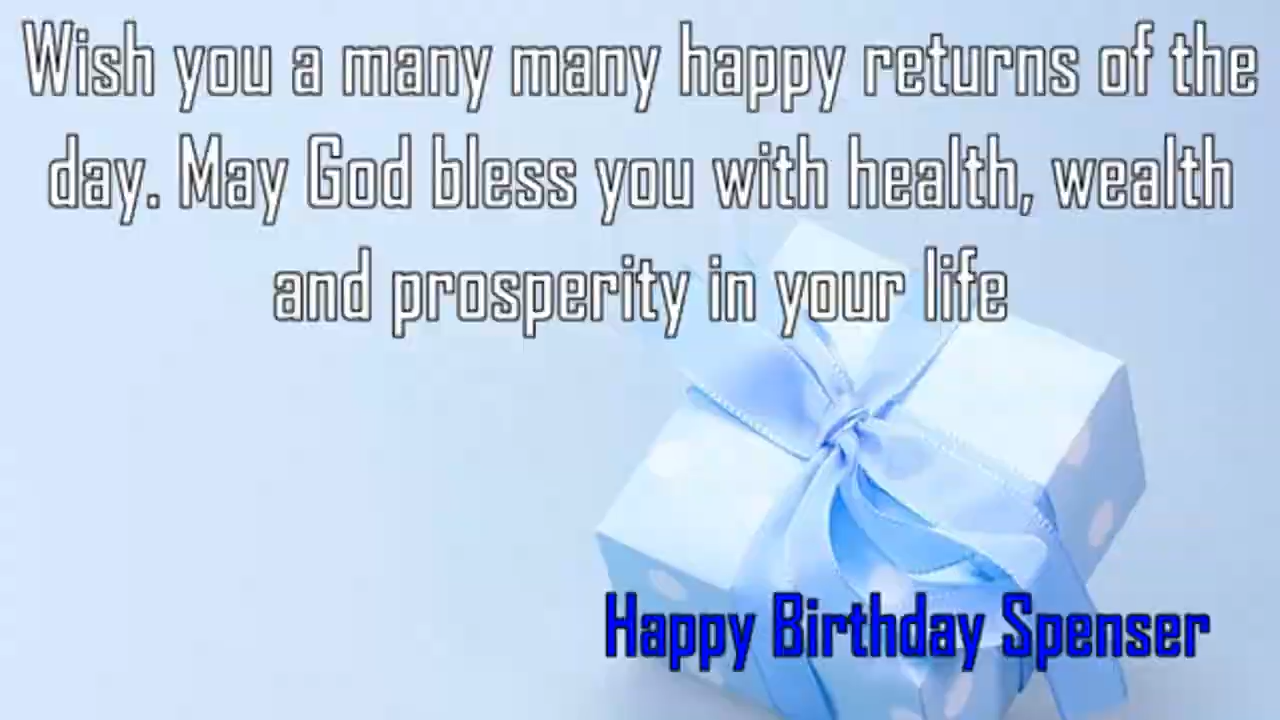 Wish you a many many happy returns of the
day. May God bless you with health, wealth
and prosperity in your life
Happy Birthday Spenser